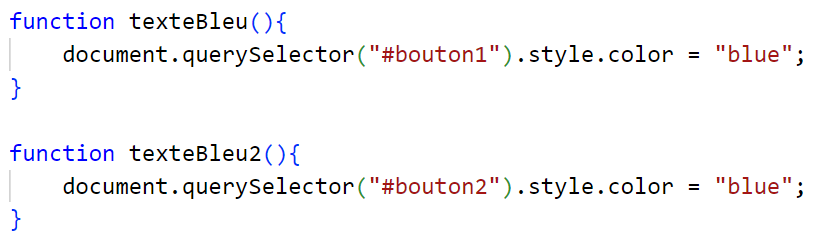 function texteBleu(){
    document.querySelector("#bouton1").style.color = "blue";
}

function texteBleu2(){
    document.querySelector("#bouton2").style.color = "blue";
}